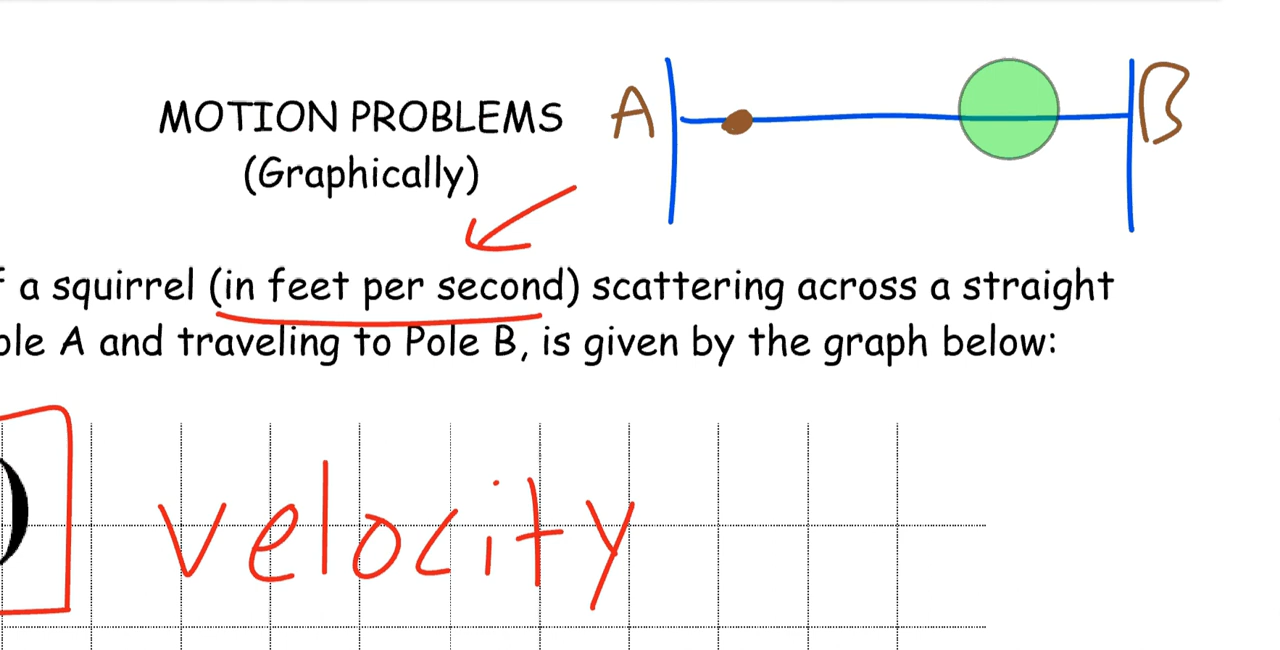 MOTION PROBLEMS
(Graphically)
A
B
a squirrel (in feet per second) scattering across a straight
ole A and traveling to Pole B, is given by the graph below:
)
velocity